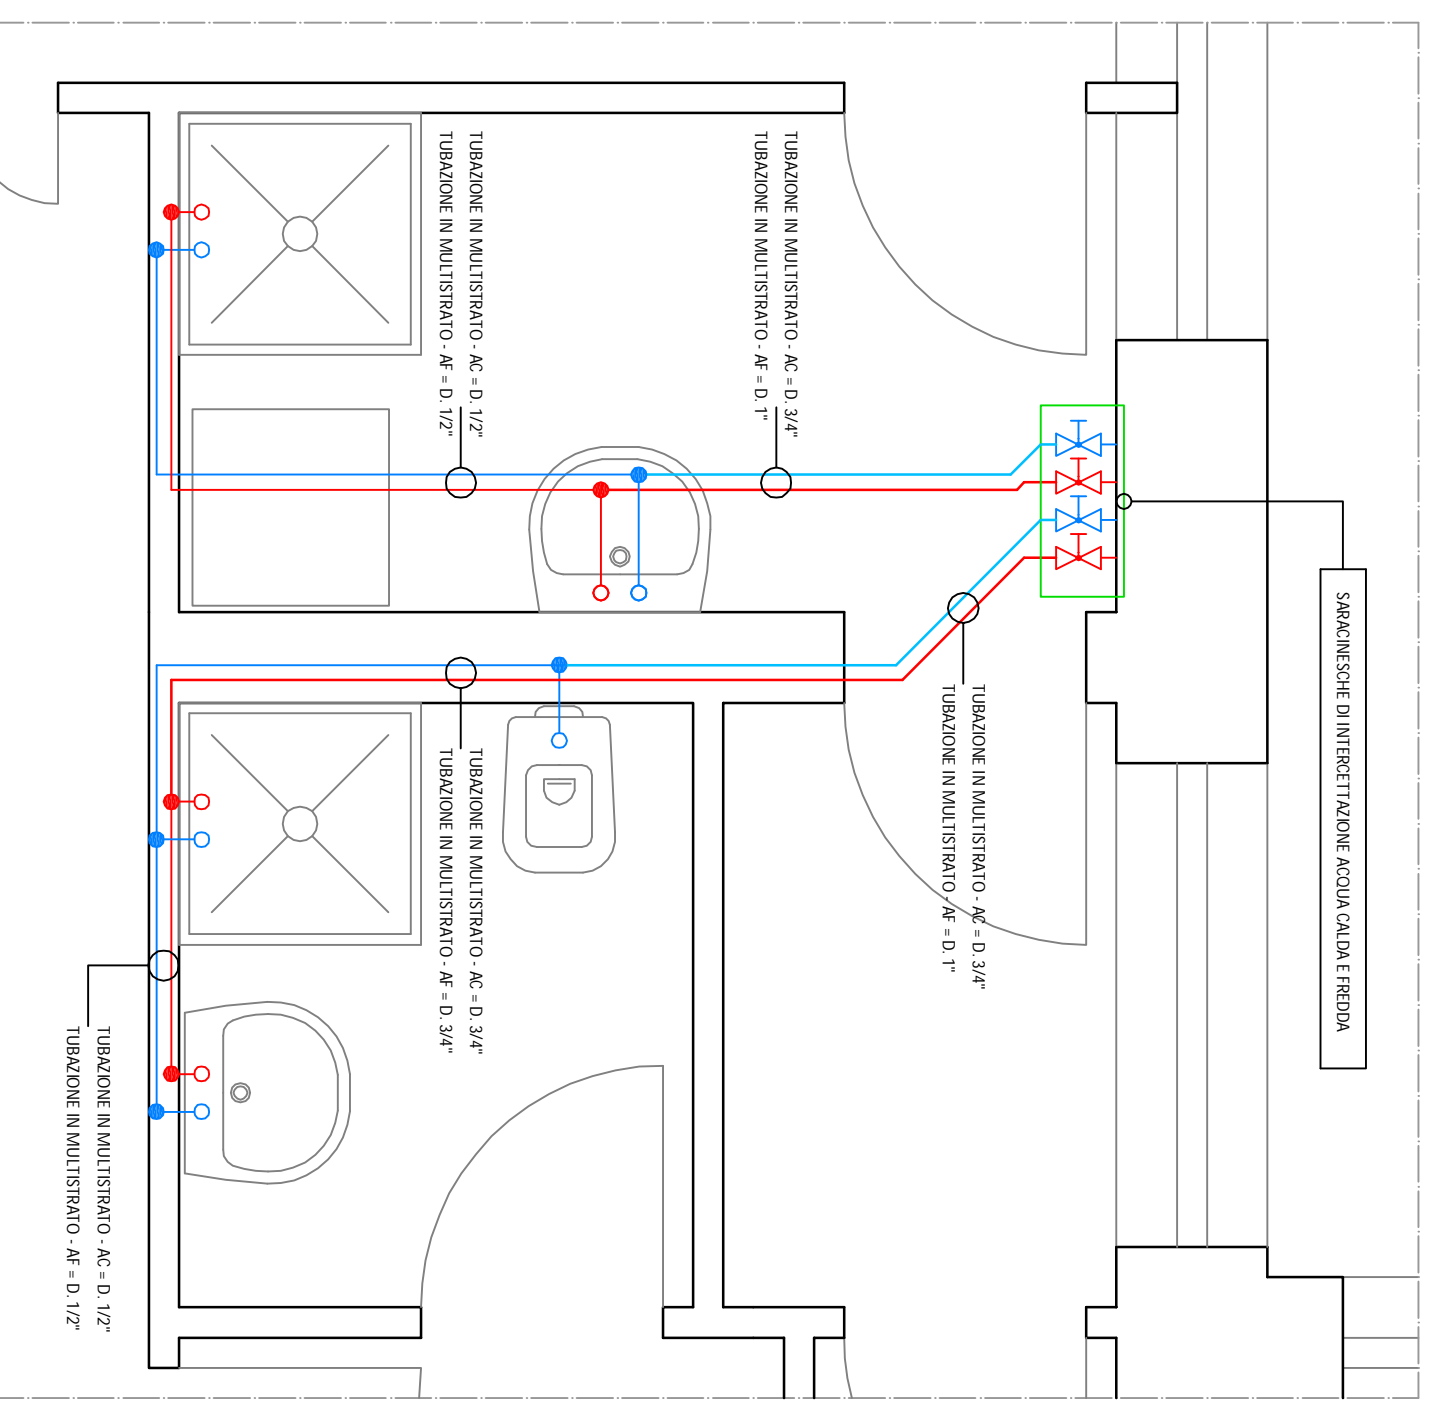 TUBAZIONE IN MULTISTRATO - AC = D. 1/2"
TUBAZIONE IN MULTISTRATO - AF = D. 1/2"
TUBAZIONE IN MULTISTRATO - AC = D. 3/4"
TUBAZIONE IN MULTISTRATO - AF = D. 1"
SARACINESCHE DI INTERCETTAZIONE ACQUA CALDA E FREDDA
TUBAZIONE IN MULTISTRATO - AC = D. 3/4"
TUBAZIONE IN MULTISTRATO - AF = D. 1"
TUBAZIONE IN MULTISTRATO - AC = D. 3/4"
TUBAZIONE IN MULTISTRATO - AF = D. 3/4"
TUBAZIONE IN MULTISTRATO - AC = D. 1/2"
TUBAZIONE IN MULTISTRATO - AF = D. 1/2"